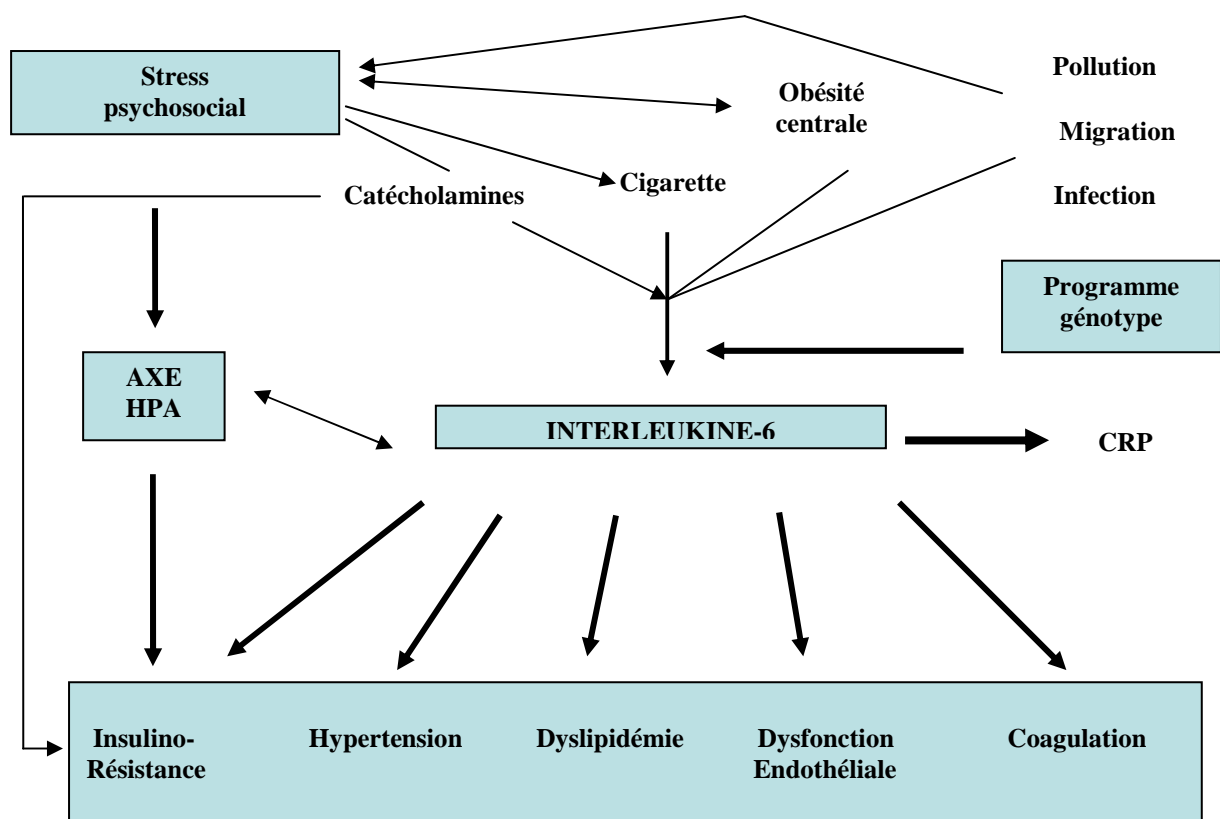 Stress
psychosocial
Obésité
centrale
Pollution
Migration
Infection
Cigarette
Catécholamines
Programme
génotype
AXE
HPA
INTERLEUKINE-6
CRP
Insulino-
Résistance
Hypertension
Dyslipidémie
Dysfonction
Endothéliale
Coagulation